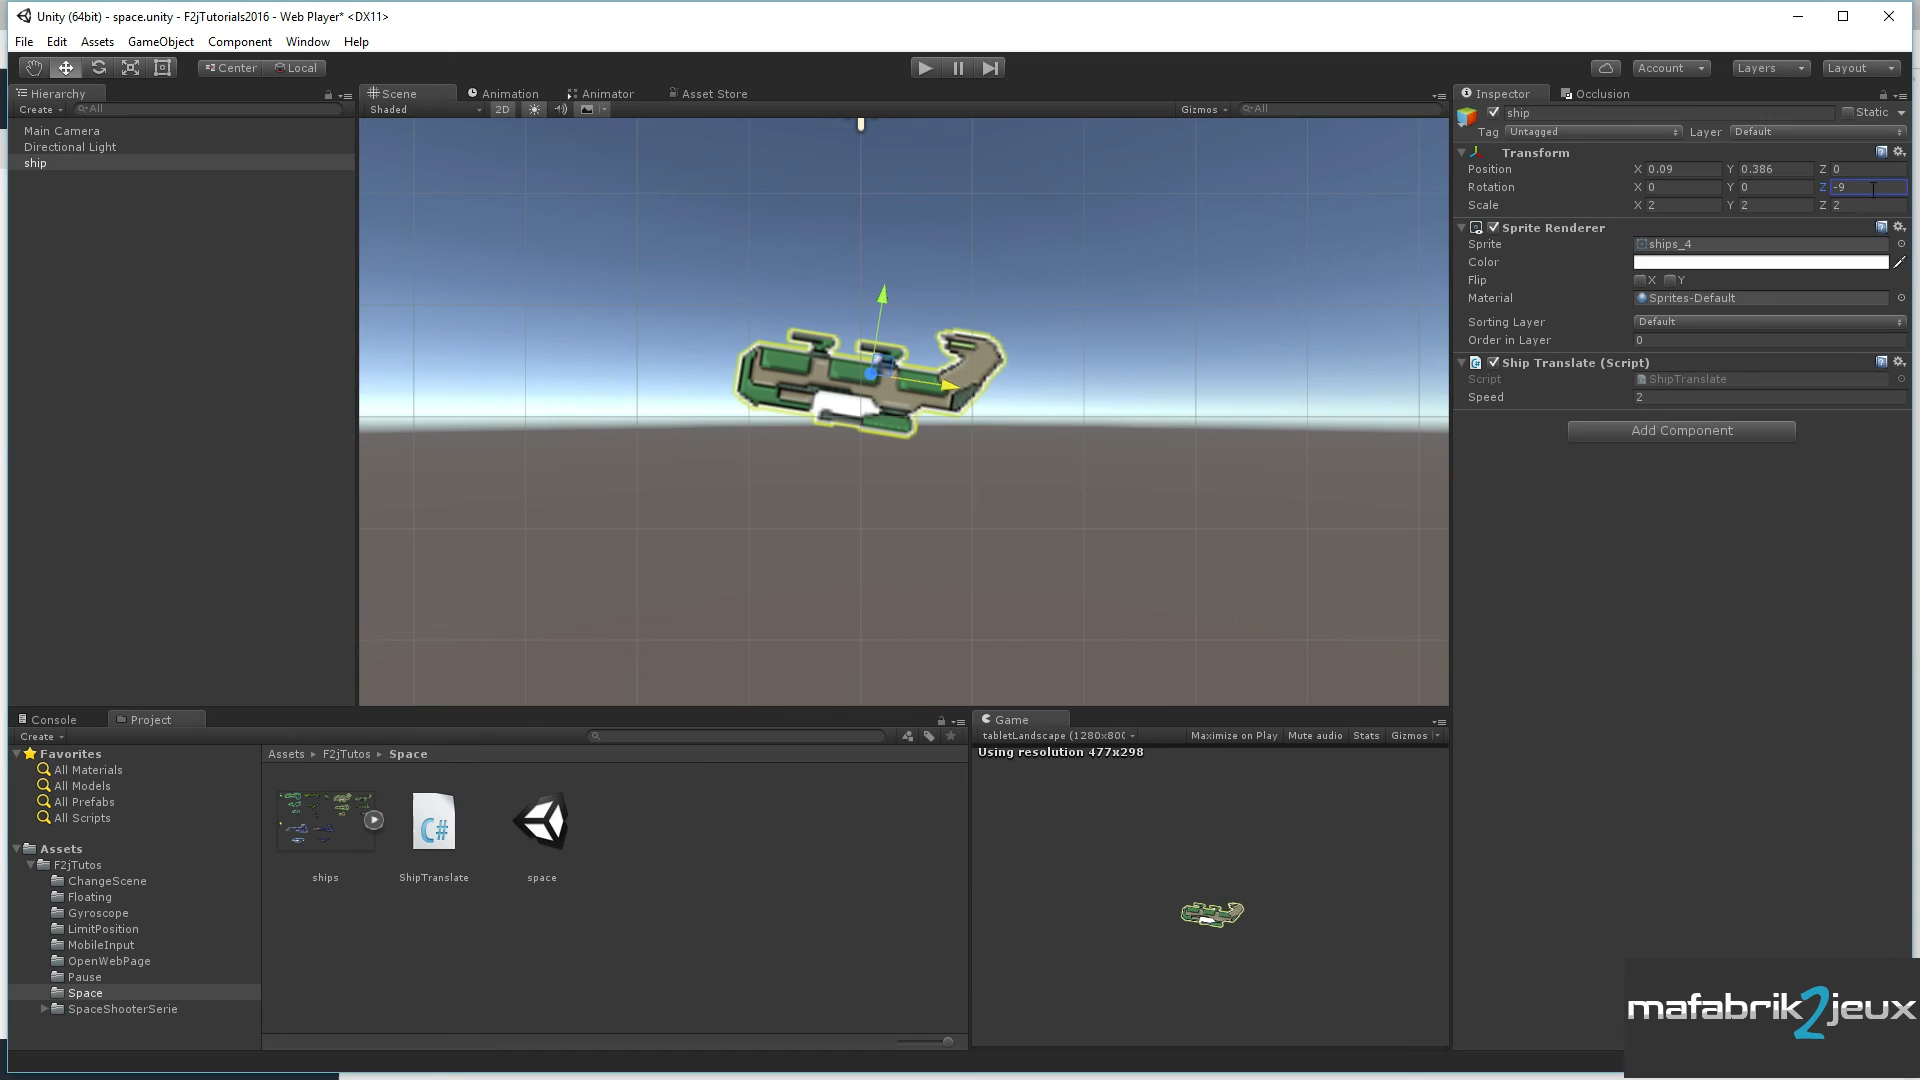 Unity (64bit) - space.unity - F2jTutorials2016 - Web Player* <DX11>
File Edit Assets GameObject Component Window Help
Center Local Account Layers Layout
Hierarchy
Create All
Main Camera
Directional Light
ship
Scene Animation Animator Asset Store
Shaded 2D Gizmos All
Inspector Occlusion
ship Static
Tag Untagged Layer Default
Transform
Position X 0.09 Y 0.386 Z 0
Rotation X 0 Y 0 Z -9
Scale X 2 Y 2 Z 2
Sprite Renderer
Sprite ships_4
Color
Flip X Y
Material Sprites-Default
Sorting Layer Default
Order in Layer 0
Ship Translate (Script)
Script ShipTranslate
Speed 2
Add Component
Console Project
Create
Favorites
All Materials
All Models
All Prefabs
All Scripts
Assets
F2jTutos
ChangeScene
Floating
Gyroscope
LimitPosition
MobileInput
OpenWebPage
Pause
Space
SpaceShooterSerie
Assets F2jTutos Space
C#
ships ShipTranslate space
Game
tabletLandscape (1280x80( Maximize on Play Mute audio Stats Gizmos
Using resolution 477x298
mafabrik2jeux